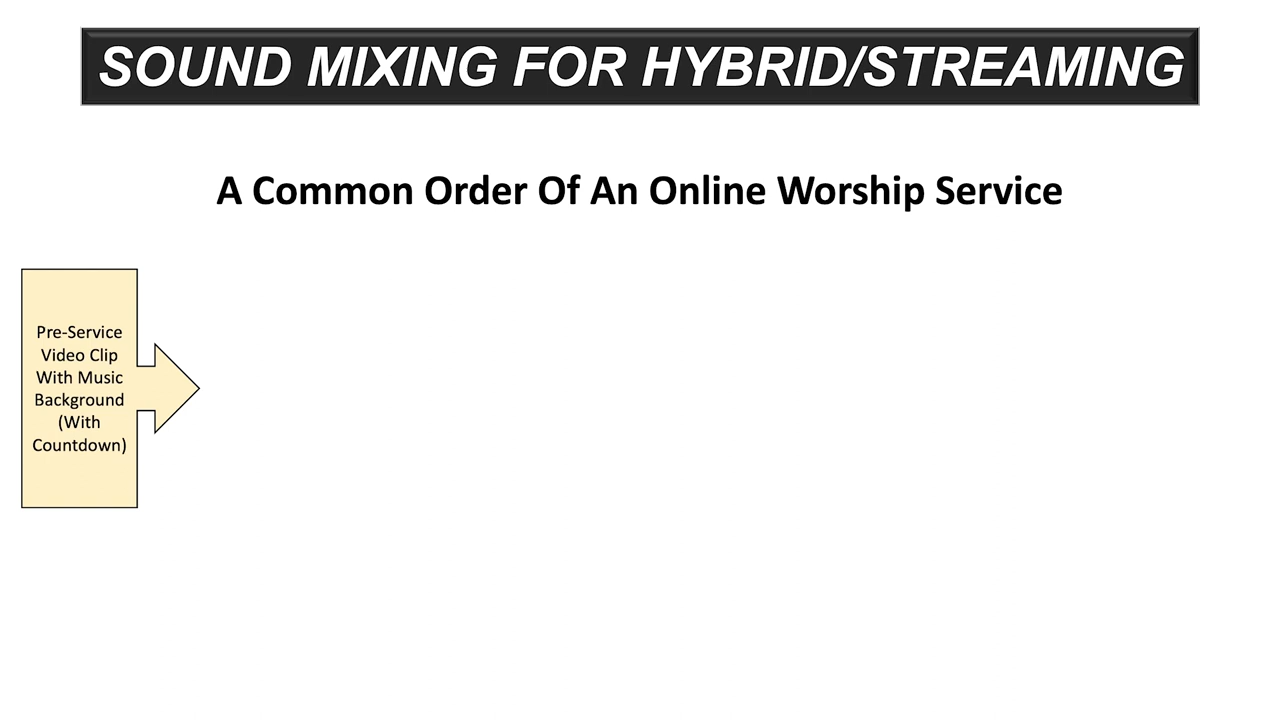 SOUND MIXING FOR HYBRID/STREAMING
A Common Order Of An Online Worship Service
Pre-Service
Video Clip
With Music
Background
(With
Countdown)